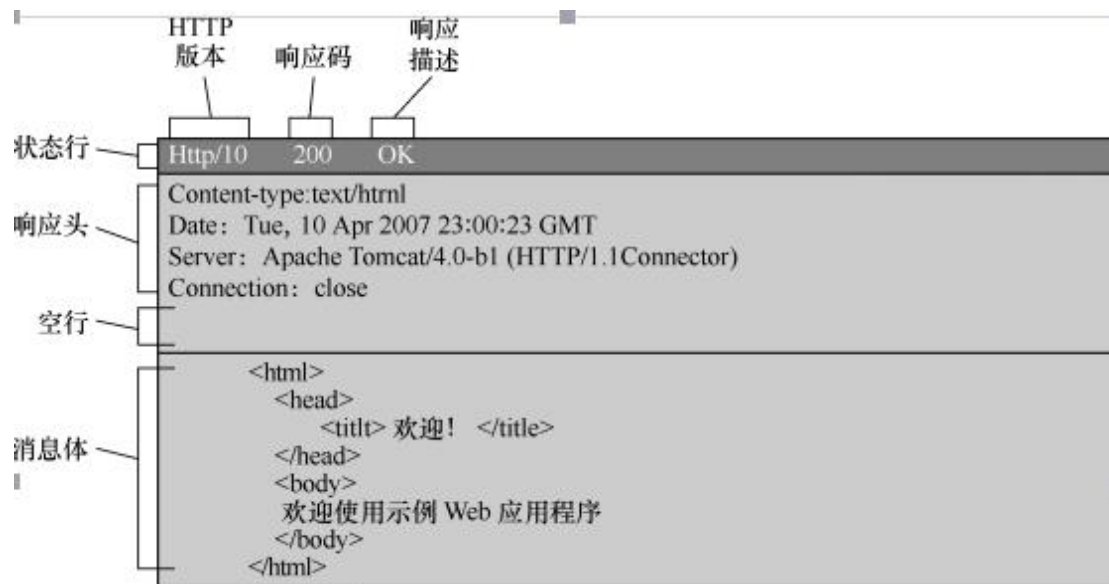 HTTP
版本
响应码
响应
描述
状态行
Http/10 200 OK
响应头
Content-type:text/htrnl
Date：Tue, 10 Apr 2007 23:00:23 GMT
Server：Apache Tomcat/4.0-b1 (HTTP/1.1Connector)
Connection：close
空行
消息体
<html>
<head>
<titlt> 欢迎！ </title>
</head>
<body>
欢迎使用示例 Web 应用程序
</body>
</html>